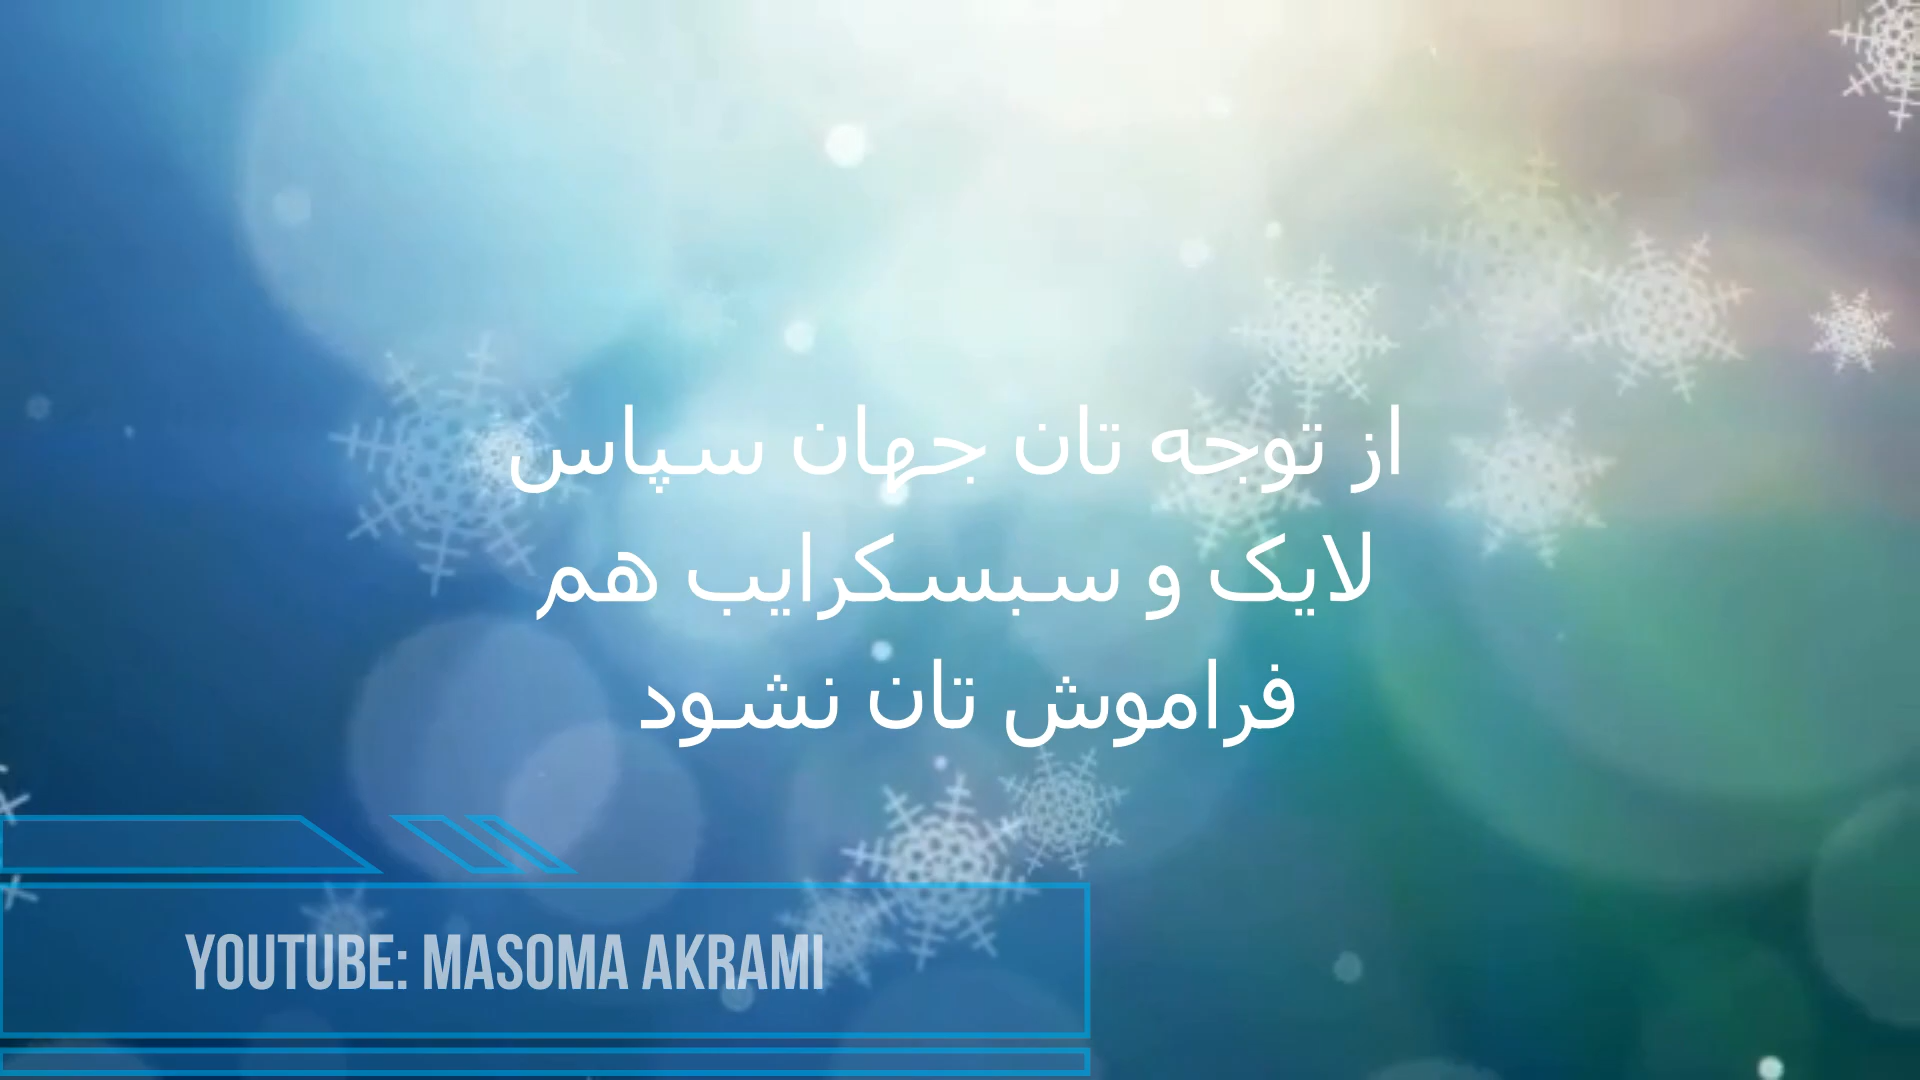 از توجه تان جهان سپاس
لایک و سبسکرایب هم
فراموش تان نشود
YOUTUBE: MASOMA AKRAMI